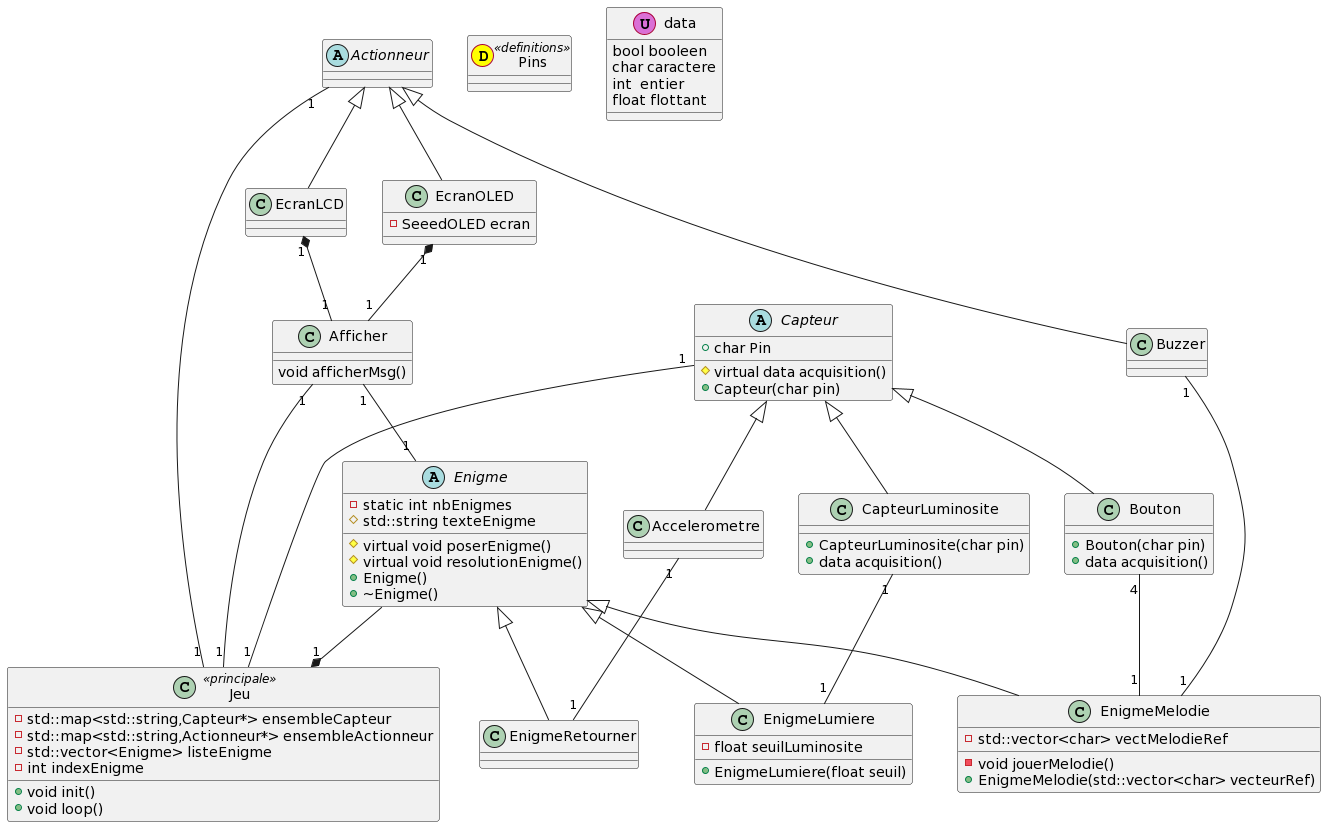 U data
bool booleen
char caractere
int  entier
float flottant
A Actionneur
D «definitions»
Pins
1
C EcranLCD
C EcranOLED
SeeedOLED ecran
1
1
1
1
C Afficher
void afficherMsg()
A Capteur
char Pin
virtual data acquisition()
Capteur(char pin)
C Buzzer
1
1
1
1
1
A Enigme
static int nbEnigmes
std::string texteEnigme
virtual void poserEnigme()
virtual void resolutionEnigme()
Enigme()
~Enigme()
C Accelerometre
C CapteurLuminosite
CapteurLuminosite(char pin)
data acquisition()
C Bouton
Bouton(char pin)
data acquisition()
1
1
4
1
1
1
1
1
1
1
1
C «principale»
Jeu
std::map<std::string,Capteur*> ensembleCapteur
std::map<std::string,Actionneur*> ensembleActionneur
std::vector<Enigme> listeEnigme
int indexEnigme
void init()
void loop()
C EnigmeRetourner
C EnigmeLumiere
float seuilLuminosite
EnigmeLumiere(float seuil)
C EnigmeMelodie
std::vector<char> vectMelodieRef
void jouerMelodie()
EnigmeMelodie(std::vector<char> vecteurRef)